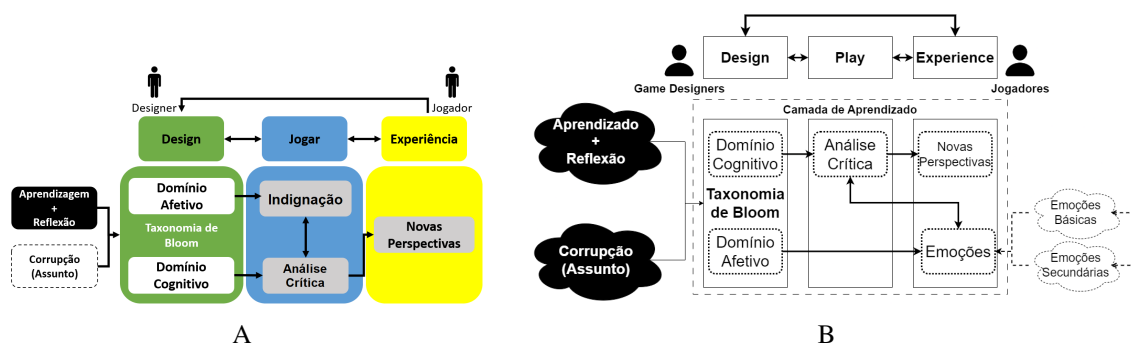 Designer
Jogador
Design
Jogar
Experiência
Aprendizagem
+
Reflexão
Corrupção
(Assunto)
Domínio
Afetivo
Taxonomia de
Bloom
Domínio
Cognitivo
Indignação
Análise
Crítica
Novas
Perspectivas
A
Design
Play
Experience
Game Designers
Jogadores
Camada de Aprendizado
Aprendizado
+
Reflexão
Corrupção
(Assunto)
Domínio
Cognitivo
Taxonomia
de Bloom
Domínio
Afetivo
Análise
Crítica
Novas
Perspectivas
Emoções
Emoções
Básicas
Emoções
Secundárias
B